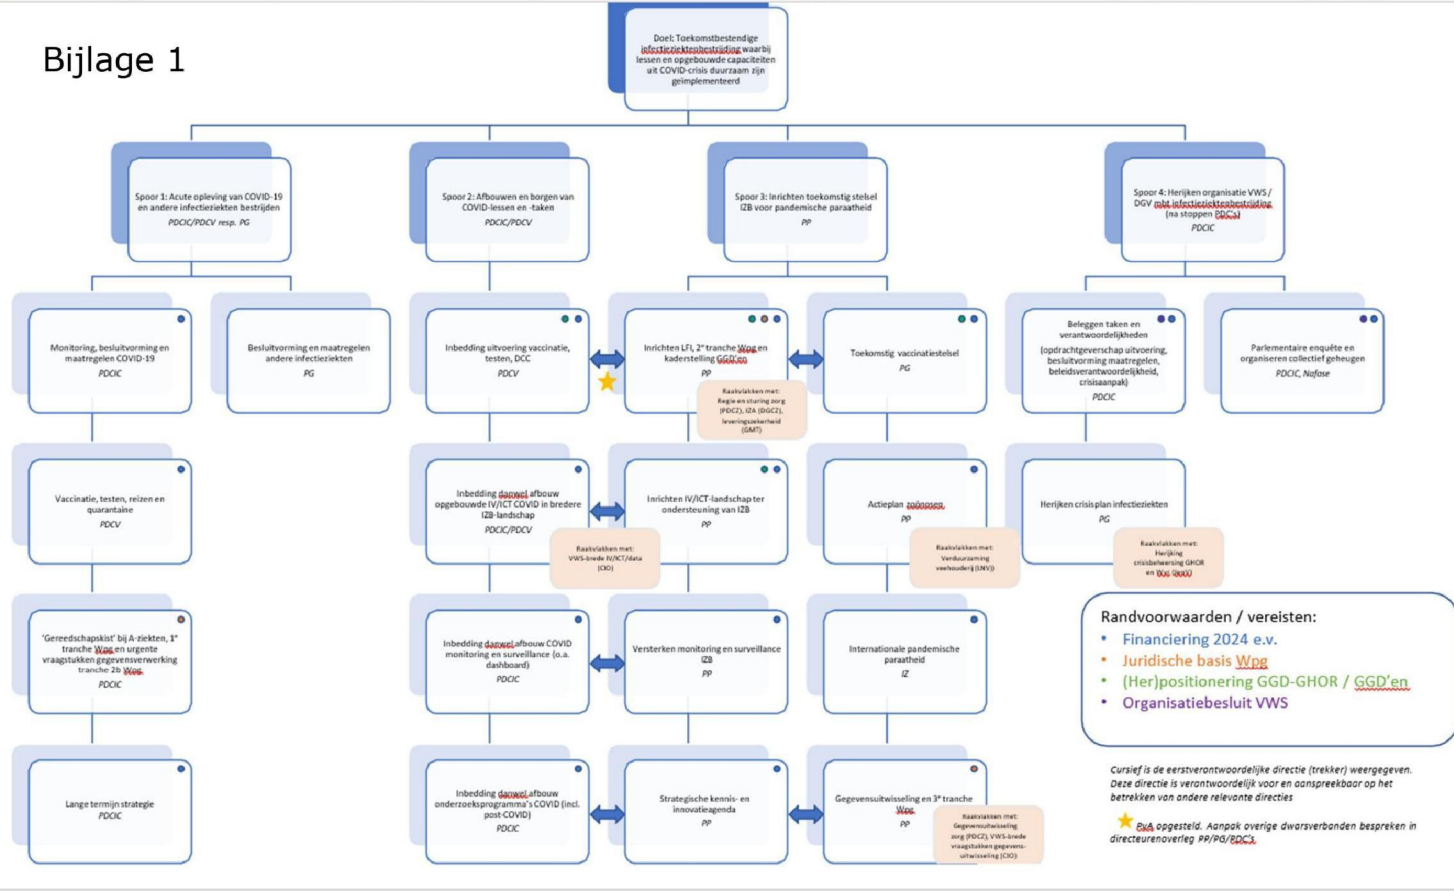 Bijlage 1
Doel: Toekomstbestendige
infectieziektenbestrijding waarbij
lessen en opgebouwde capaciteiten
uit COVID-crisis duurzaam zijn
geïmplementeerd
Spoor 1: Acute opleving van COVID-19
en andere infectieziekten bestrijden
PDCIC/PDCV resp. PG
Spoor 2: Afbouwen en borgen van
COVID-lessen en -taken
PDCIC/PDCV
Spoor 3: Inrichten toekomstig stelsel
IZB voor pandemische paraatheid
PP
Spoor 4: Herijken organisatie VWS /
DGV mbt infectieziektenbestrijding
(na stoppen PDC's)
PDCIC
Monitoring, besluitvorming en
maatregelen COVID-19
PDCIC
Besluitvorming en maatregelen
andere infectieziekten
PG
Inbedding uitvoering vaccinatie,
testen, DCC
PDCV
Inrichten LFI, 2e tranche Wpg en
kaderstelling GGD'en
PP
Raakvlakken met:
Regie en sturing zorg
(PDCZ), IZA (DGCZ),
leveringszekerheid
(GMT)
Toekomstig vaccinatiestelsel
PG
Beleggen taken en
verantwoordelijkheden
(opdrachtgeverschap uitvoering,
besluitvorming maatregelen,
beleidsverantwoordelijkheid,
crisisaanpak)
PDCIC
Parlementaire enquête en
organiseren collectief geheugen
PDCIC, Nafase
Vaccinatie, testen, reizen en
quarantaine
PDCV
Inbedding danwel afbouw
opgebouwde IV/ICT COVID in bredere
IZB-landschap
PDCIC/PDCV
Raakvlakken met:
VWS-brede IV/ICT/data
(CIO)
Inrichten IV/ICT-landschap ter
ondersteuning van IZB
PP
Actieplan zoönosen
PP
Raakvlakken met:
Verduurzaming
veehouderij (LNV))
Herijken crisisplan infectieziekten
PG
Raakvlakken met:
Herijking
crisisbeheersing GHOR
en Wvr
'Gereedschapskist' bij A-ziekten, 1e
tranche Wpg en urgente
vraagstukken gegevensverwerking
tranche 2b Wpg
PDCIC
Inbedding danwel afbouw COVID
monitoring en surveillance (o.a.
dashboard)
PDCIC
Versterken monitoring en surveillance
IZB
PP
Internationale pandemische
paraatheid
IZ
Lange termijn strategie
PDCIC
Inbedding danwel afbouw
onderzoeksprogramma's COVID (incl.
post-COVID)
PDCIC
Strategische kennis- en
innovatieagenda
PP
Gegevensuitwisseling en 3e tranche
Wpg
PP
Raakvlakken met:
Gegevensuitwisseling
zorg (PDCZ), VWS-brede
vraagstukken gegevens-
uitwisseling (CIO)
Randvoorwaarden / vereisten:
• Financiering 2024 e.v.
• Juridische basis Wpg
• (Her)positionering GGD-GHOR / GGD'en
• Organisatiebesluit VWS
Cursief is de eerstverantwoordelijke directie (trekker) weergegeven.
Deze directie is verantwoordelijk voor en aanspreekbaar op het
betrekken van andere relevante directies
PvA opgesteld. Aanpak overige dwarsverbanden bespreken in
directeurenoverleg PP/PG/PDC's